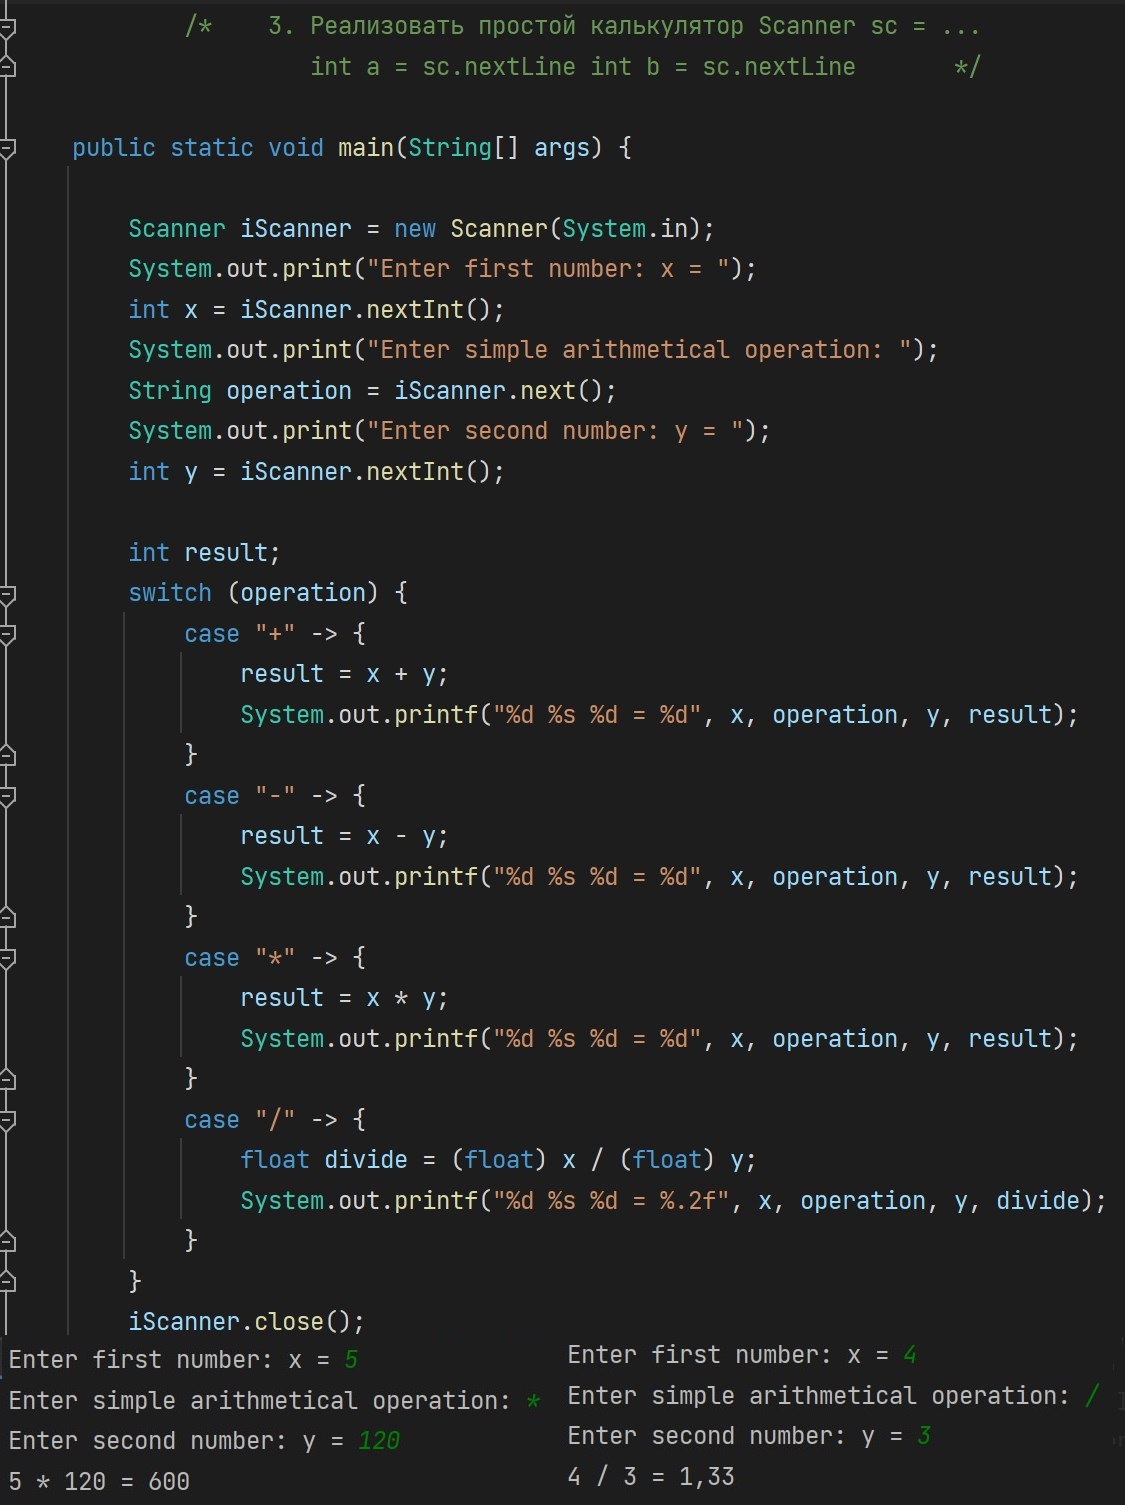 /*    3. Реализовать простой калькулятор Scanner sc = ...
int a = sc.nextLine int b = sc.nextLine       */
public static void main(String[] args) {
Scanner iScanner = new Scanner(System.in);
System.out.print("Enter first number: x = ");
int x = iScanner.nextInt();
System.out.print("Enter simple arithmetical operation: ");
String operation = iScanner.next();
System.out.print("Enter second number: y = ");
int y = iScanner.nextInt();
int result;
switch (operation) {
case "+" -> {
result = x + y;
System.out.printf("%d %s %d = %d", x, operation, y, result);
}
case "-" -> {
result = x - y;
System.out.printf("%d %s %d = %d", x, operation, y, result);
}
case "*" -> {
result = x * y;
System.out.printf("%d %s %d = %d", x, operation, y, result);
}
case "/" -> {
float divide = (float) x / (float) y;
System.out.printf("%d %s %d = %.2f", x, operation, y, divide);
}
}
iScanner.close();
Enter first number: x = 5
Enter simple arithmetical operation: *
Enter second number: y = 120
5 * 120 = 600
Enter first number: x = 4
Enter simple arithmetical operation: /
Enter second number: y = 3
4 / 3 = 1,33